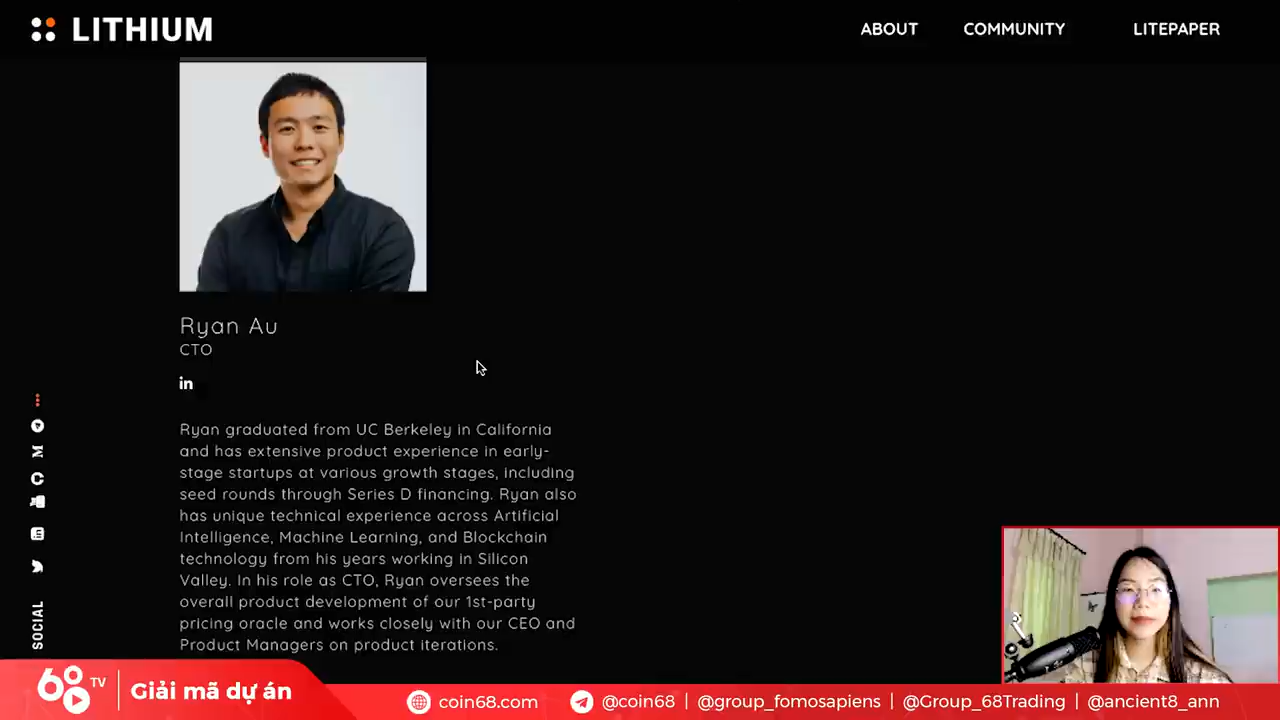 LITHIUM
ABOUT
COMMUNITY
LITEPAPER
Ryan Au
CTO
in
Ryan graduated from UC Berkeley in California
and has extensive product experience in early-
stage startups at various growth stages, including
seed rounds through Series D financing. Ryan also
has unique technical experience across Artificial
Intelligence, Machine Learning, and Blockchain
technology from his years working in Silicon
Valley. In his role as CTO, Ryan oversees the
overall product development of our 1st-party
pricing oracle and works closely with our CEO and
Product Managers on product iterations.
SOCIAL
68 TV
Giải mã dự án
coin68.com
@coin68 | @group_fomosapiens | @Group_68Trading | @ancient8_ann